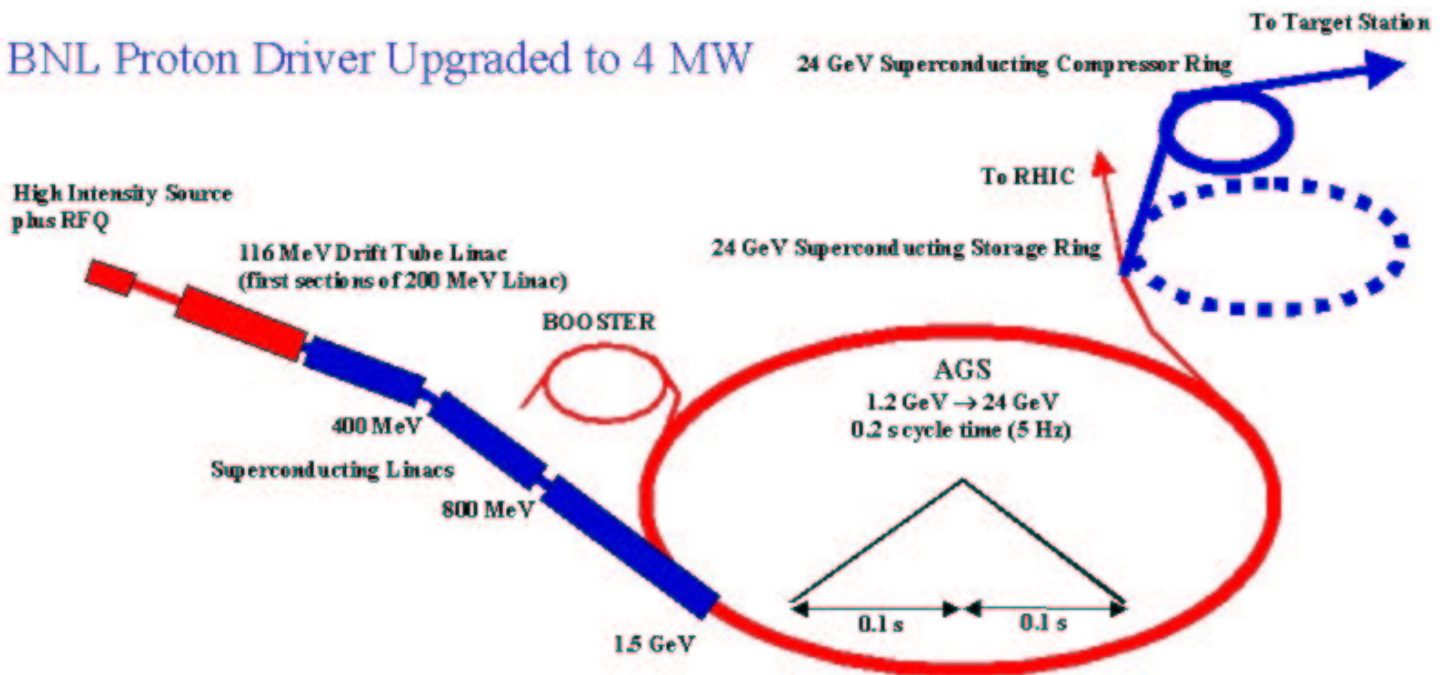 BNL Proton Driver Upgraded to 4 MW
To Target Station
24 GeV Superconducting Compressor Ring
To RHIC
High Intensity Source
plus RFQ
116 MeV Drift Tube Linac
(first sections of 200 MeV Linac)
24 GeV Superconducting Storage Ring
BOOSTER
AGS
1.2 GeV → 24 GeV
0.2 s cycle time (5 Hz)
400 MeV
Superconducting Linacs
800 MeV
0.1 s
0.1 s
1.5 GeV